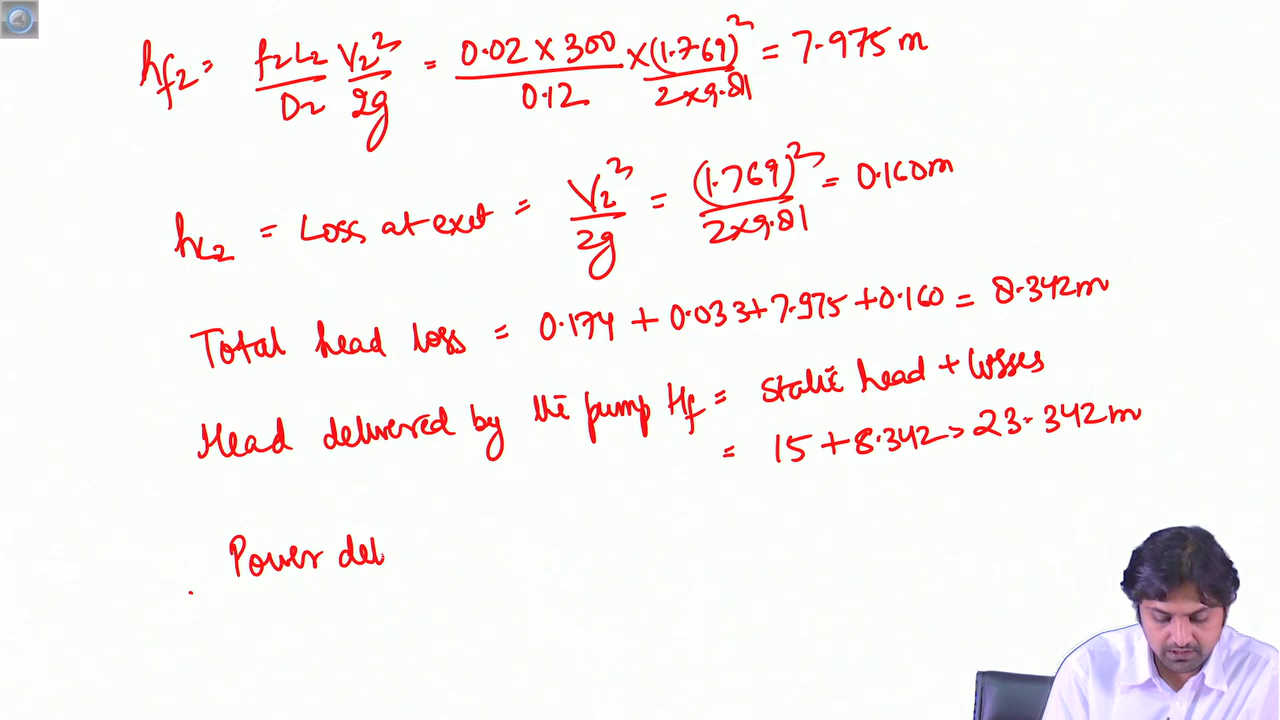 hf2 = f2L2/D2 V2²/2g = 0.02 × 300/0.12 × (1.769)²/2×9.81 = 7.975 m
hL2 = Loss at exit = V2²/2g = (1.769)²/2×9.81 = 0.160m
Total head loss = 0.174 + 0.033 + 7.975 + 0.160 = 8.342m
Head delivered by the pump Hf = Static head + losses
= 15 + 8.342 = 23.342m
Power del